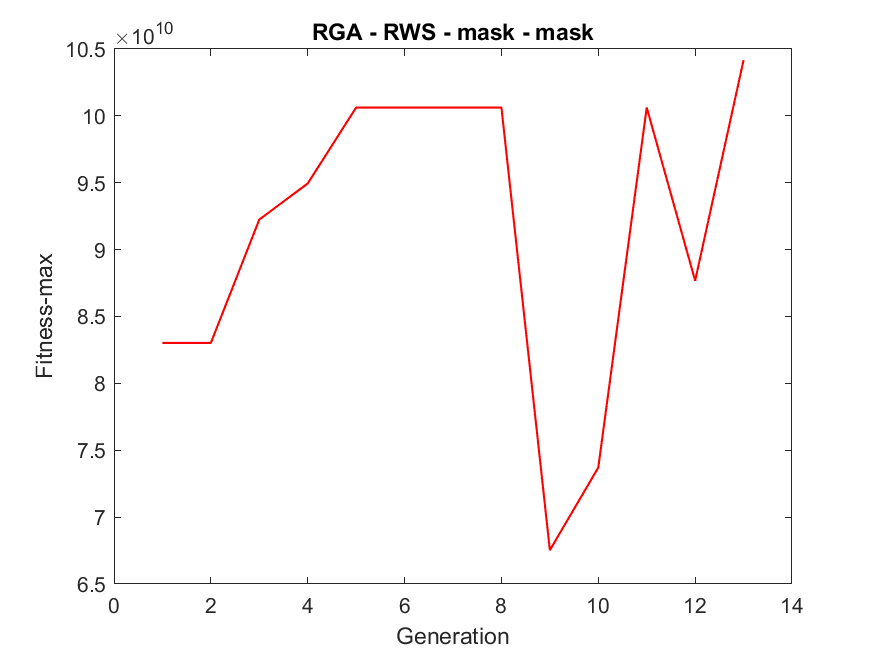 RGA - RWS - mask - mask
×10^10
10.5
10
9.5
9
8.5
8
7.5
7
6.5
Fitness-max
0 2 4 6 8 10 12 14
Generation